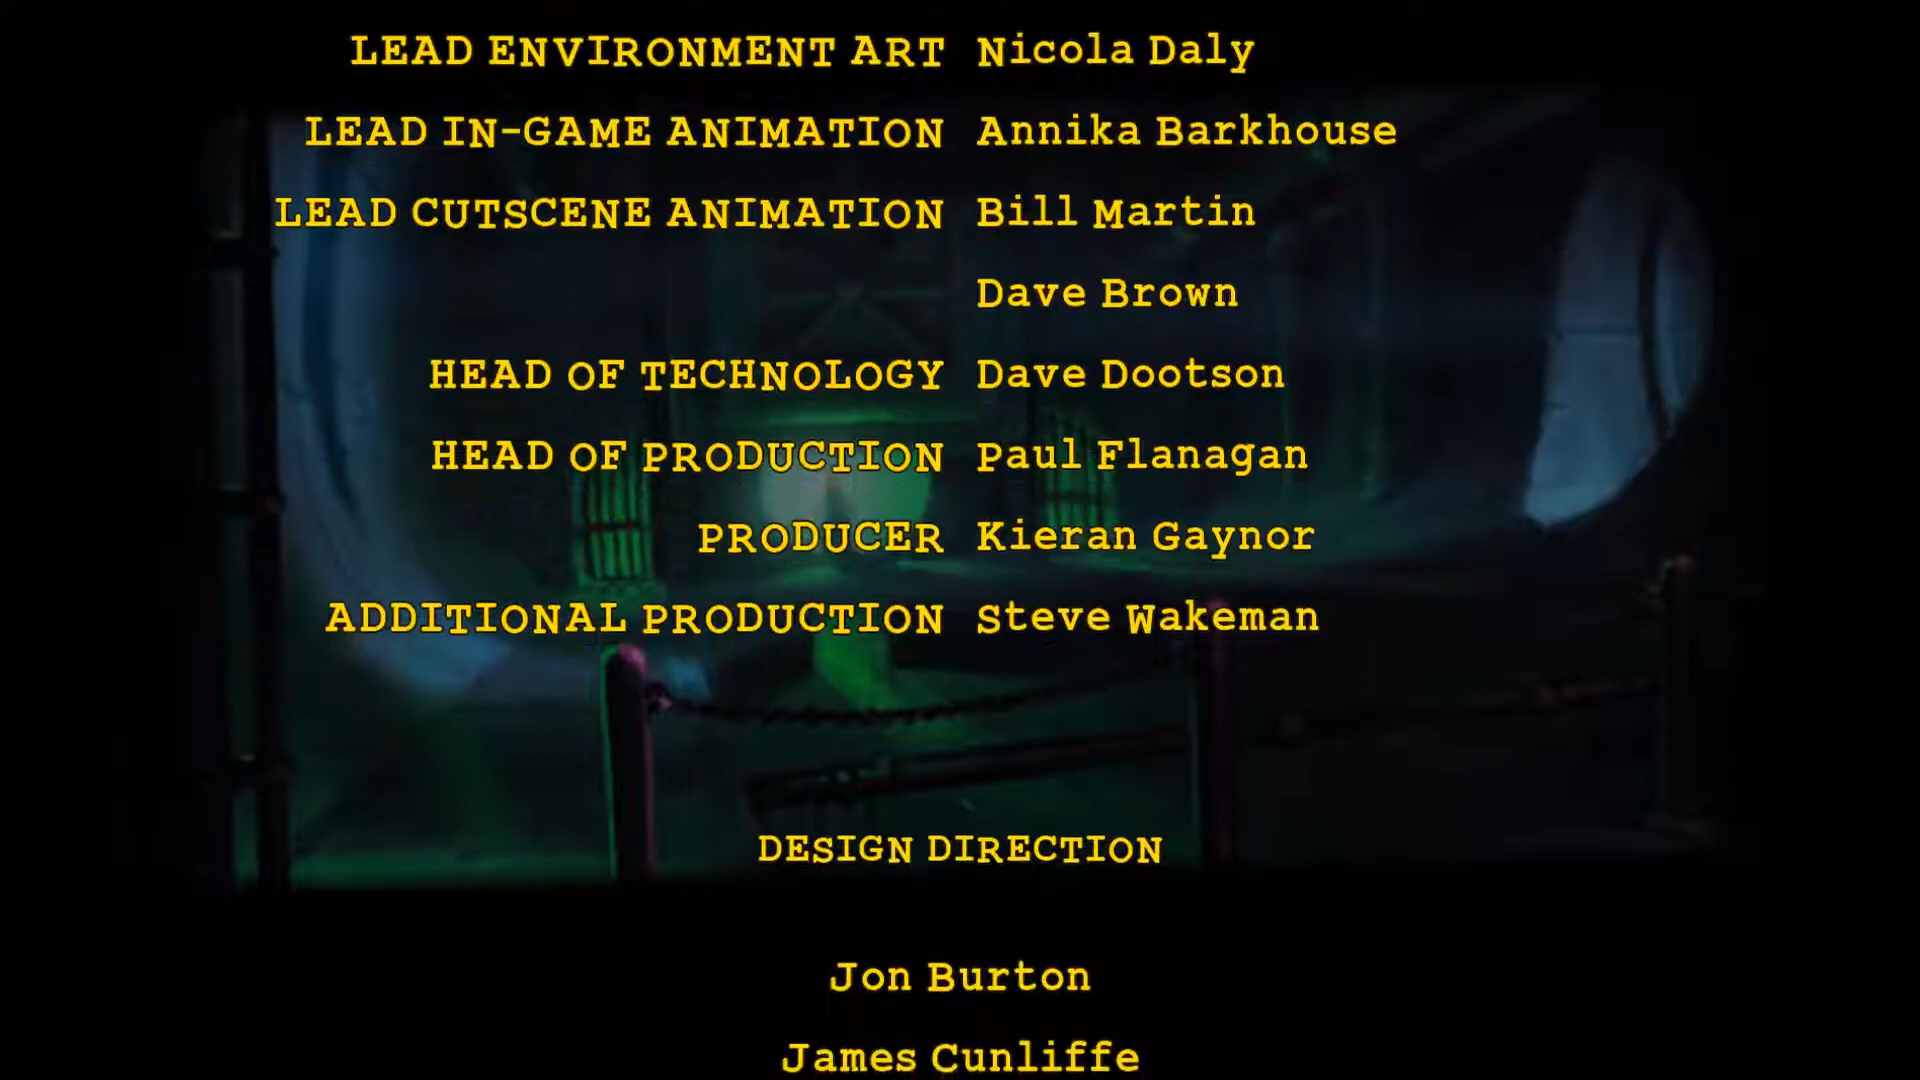 LEAD ENVIRONMENT ART Nicola Daly
LEAD IN-GAME ANIMATION Annika Barkhouse
LEAD CUTSCENE ANIMATION Bill Martin
Dave Brown
HEAD OF TECHNOLOGY Dave Dootson
HEAD OF PRODUCTION Paul Flanagan
PRODUCER Kieran Gaynor
ADDITIONAL PRODUCTION Steve Wakeman
DESIGN DIRECTION
Jon Burton
James Cunliffe